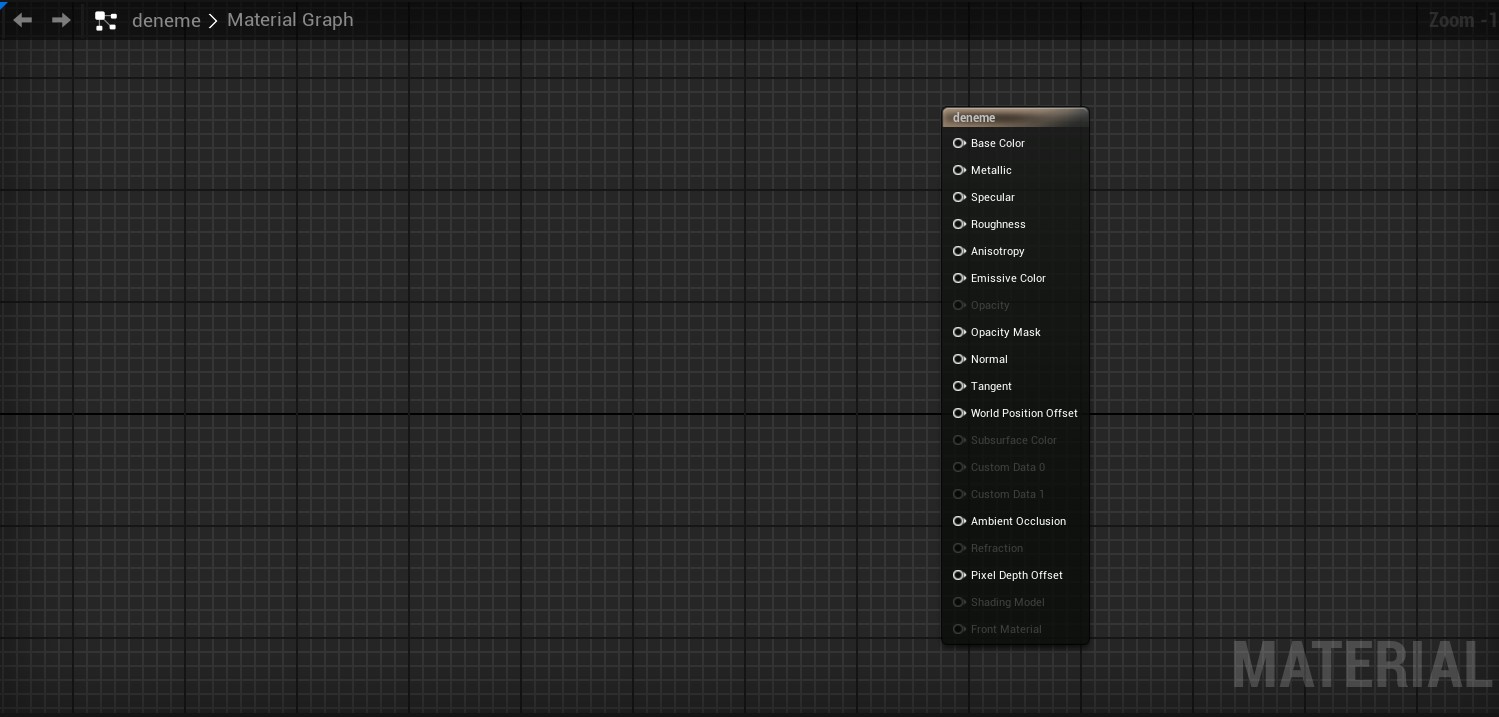 deneme > Material Graph
Zoom -1
deneme
Base Color
Metallic
Specular
Roughness
Anisotropy
Emissive Color
Opacity
Opacity Mask
Normal
Tangent
World Position Offset
Subsurface Color
Custom Data 0
Custom Data 1
Ambient Occlusion
Refraction
Pixel Depth Offset
Shading Model
Front Material
MATERIAL